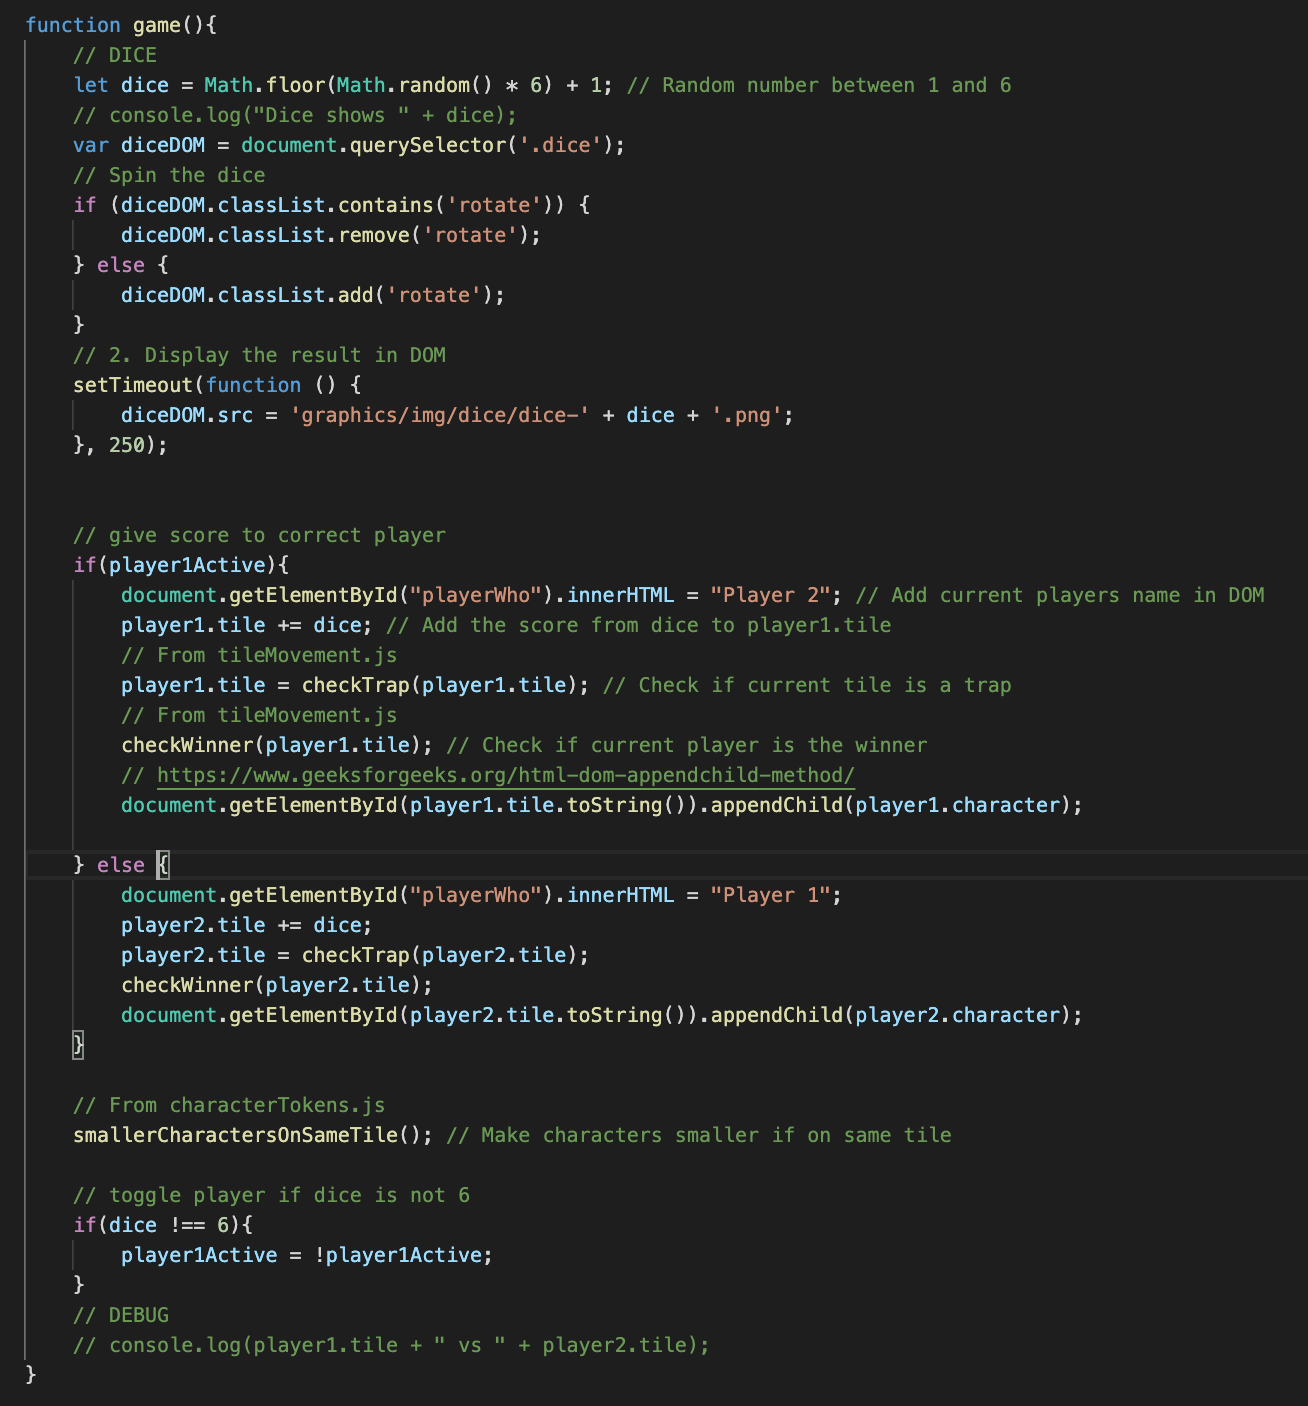 function game(){
    // DICE
    let dice = Math.floor(Math.random() * 6) + 1; // Random number between 1 and 6
    // console.log("Dice shows " + dice);
    var diceDOM = document.querySelector('.dice');
    // Spin the dice
    if (diceDOM.classList.contains('rotate')) {
        diceDOM.classList.remove('rotate');
    } else {
        diceDOM.classList.add('rotate');
    }
    // 2. Display the result in DOM
    setTimeout(function () {
        diceDOM.src = 'graphics/img/dice/dice-' + dice + '.png';
    }, 250);
    // give score to correct player
    if(player1Active){
        document.getElementById("playerWho").innerHTML = "Player 2"; // Add current players name in DOM
        player1.tile += dice; // Add the score from dice to player1.tile
        // From tileMovement.js
        player1.tile = checkTrap(player1.tile); // Check if current tile is a trap
        // From tileMovement.js
        checkWinner(player1.tile); // Check if current player is the winner
        // https://www.geeksforgeeks.org/html-dom-appendchild-method/
        document.getElementById(player1.tile.toString()).appendChild(player1.character);
    } else {
        document.getElementById("playerWho").innerHTML = "Player 1";
        player2.tile += dice;
        player2.tile = checkTrap(player2.tile);
        checkWinner(player2.tile);
        document.getElementById(player2.tile.toString()).appendChild(player2.character);
    }
    // From characterTokens.js
    smallerCharactersOnSameTile(); // Make characters smaller if on same tile
    // toggle player if dice is not 6
    if(dice !== 6){
        player1Active = !player1Active;
    }
    // DEBUG
    // console.log(player1.tile + " vs " + player2.tile);
}